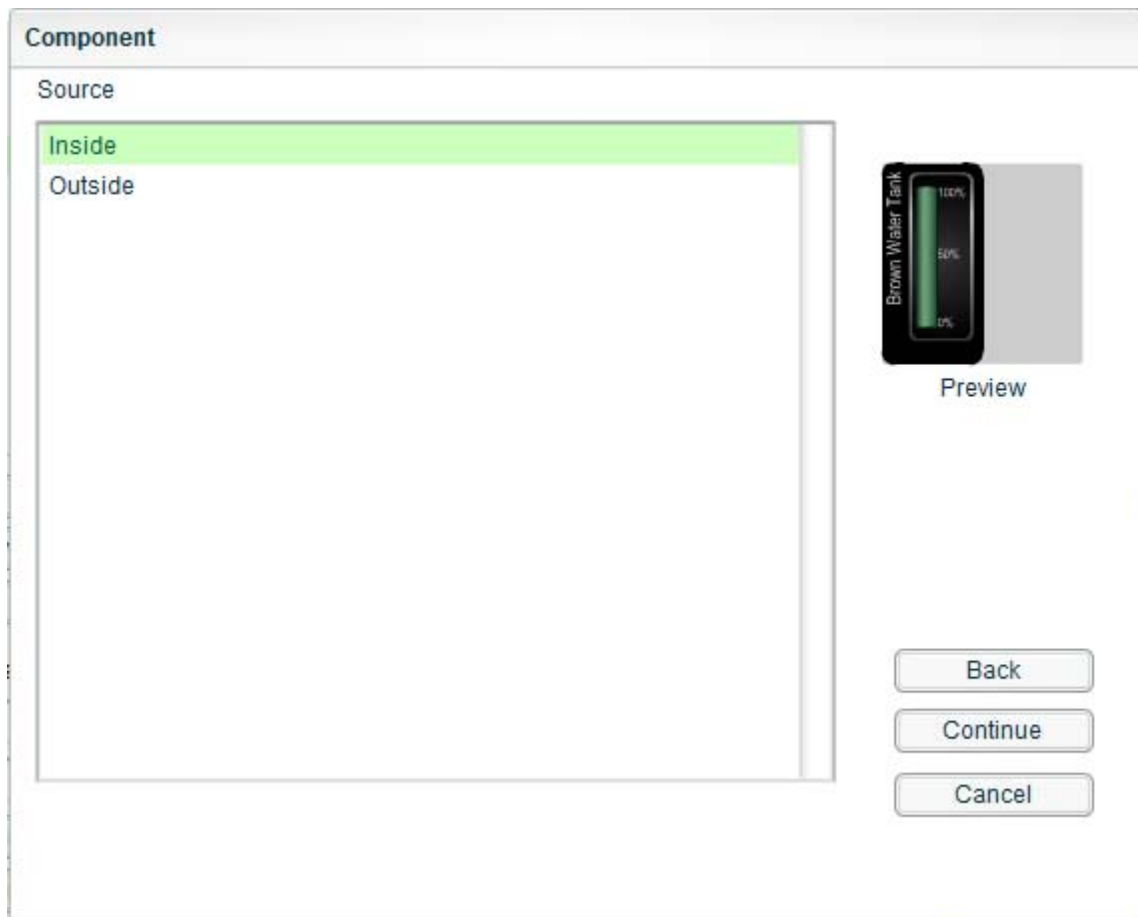 Component
Source
Inside
Outside
Brown Water Tank
100%
50%
0%
Preview
Back
Continue
Cancel